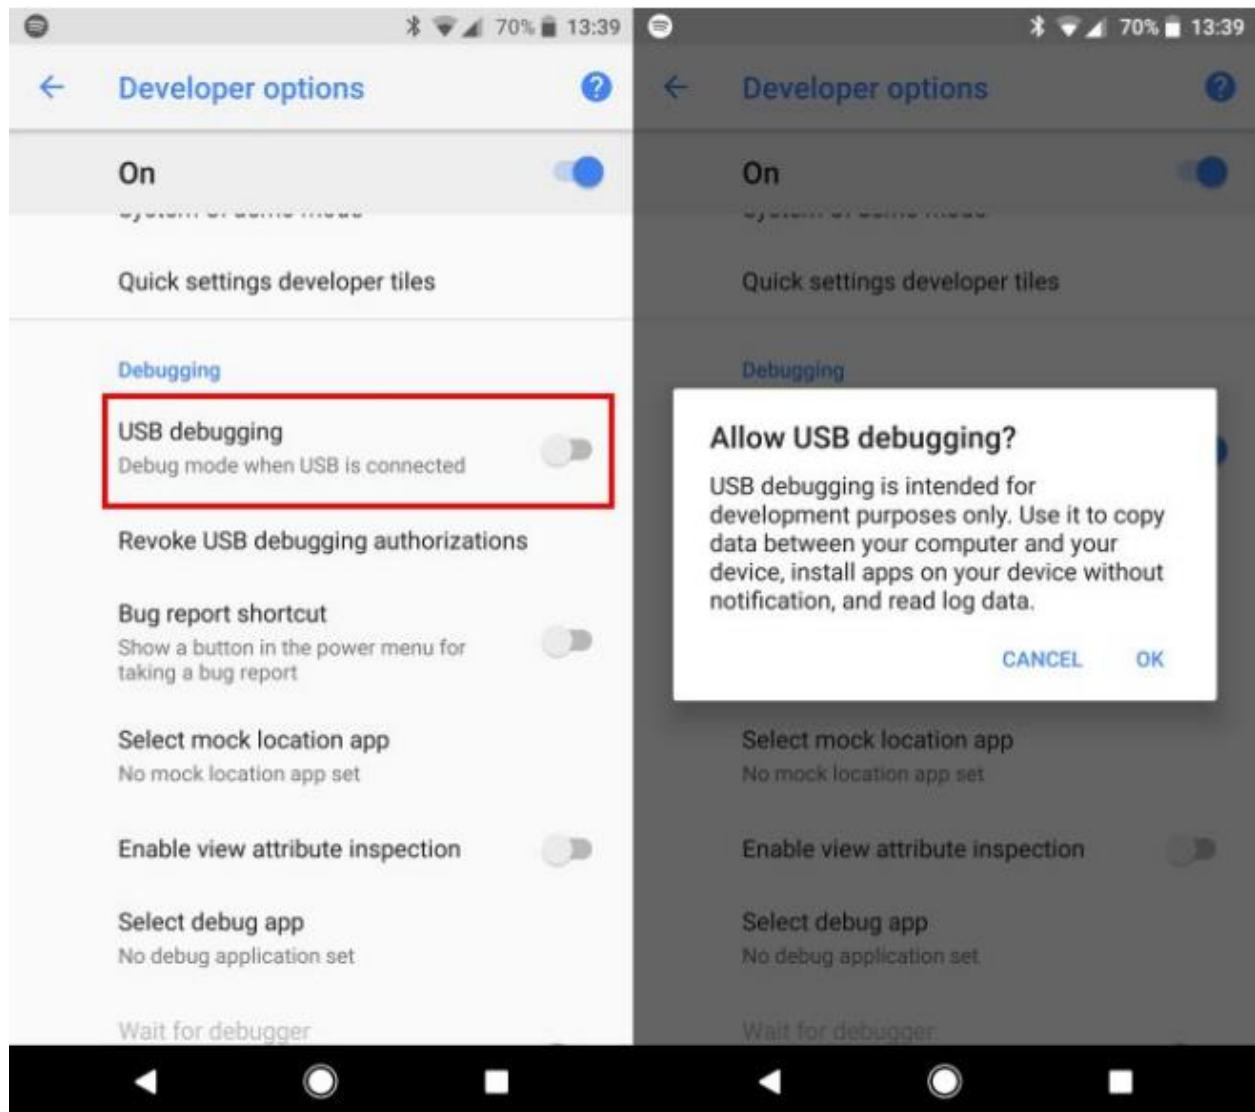 70% 13:39
Developer options
On
Quick settings developer tiles
Debugging
USB debugging
Debug mode when USB is connected
Revoke USB debugging authorizations
Bug report shortcut
Show a button in the power menu for
taking a bug report
Select mock location app
No mock location app set
Enable view attribute inspection
Select debug app
No debug application set
Wait for debugger
70% 13:39
Developer options
On
Quick settings developer tiles
Debugging
Allow USB debugging?
USB debugging is intended for
development purposes only. Use it to copy
data between your computer and your
device, install apps on your device without
notification, and read log data.
CANCEL OK
Select mock location app
No mock location app set
Enable view attribute inspection
Select debug app
No debug application set
Wait for debugger